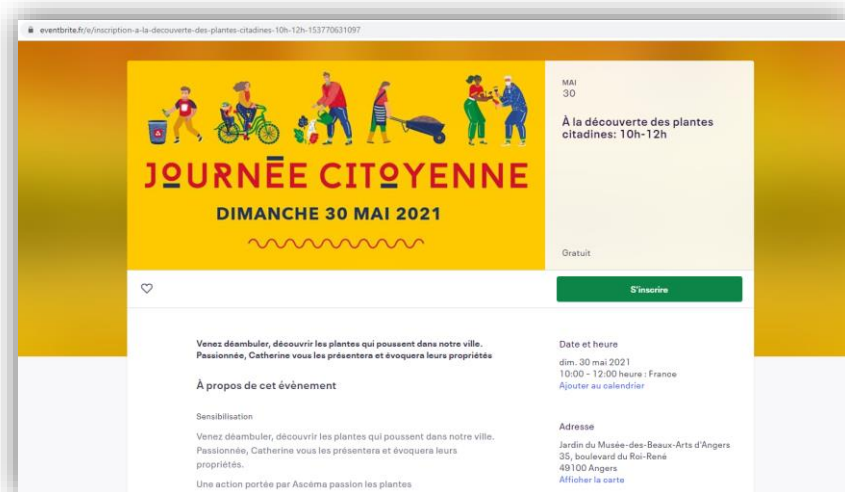 eventbrite.fr/e/inscription-a-la-decouverte-des-plantes-citadines-10h-12h-153770631097
JOURNÉE CITOYENNE
DIMANCHE 30 MAI 2021
MAI
30
À la découverte des plantes
citadines: 10h-12h
Gratuit
S'inscrire
Venez déambuler, découvrir les plantes qui poussent dans notre ville.
Passionnée, Catherine vous les présentera et évoquera leurs propriétés
À propos de cet évènement
Sensibilisation
Venez déambuler, découvrir les plantes qui poussent dans notre ville.
Passionnée, Catherine vous les présentera et évoquera leurs
propriétés.
Une action portée par Ascéma passion les plantes
Date et heure
dim. 30 mai 2021
10:00 – 12:00 heure : France
Ajouter au calendrier
Adresse
Jardin du Musée-des-Beaux-Arts d'Angers
35, boulevard du Roi-René
49100 Angers
Afficher la carte